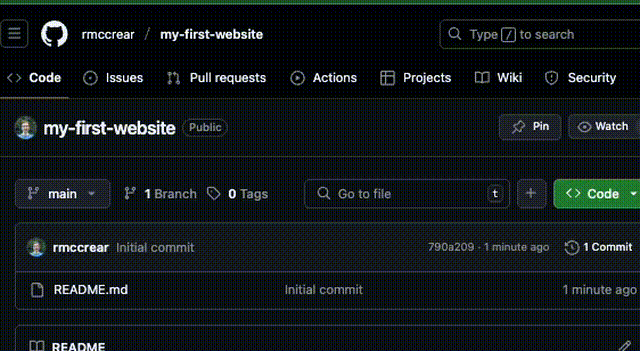 rmccrear / my-first-website
Type / to search
Code Issues Pull requests Actions Projects Wiki Security
my-first-website Public
Pin Watch
main 1 Branch 0 Tags
Go to file t
+ Code
rmccrear Initial commit 790a209 · 1 minute ago 1 Commit
README.md Initial commit 1 minute ago
README